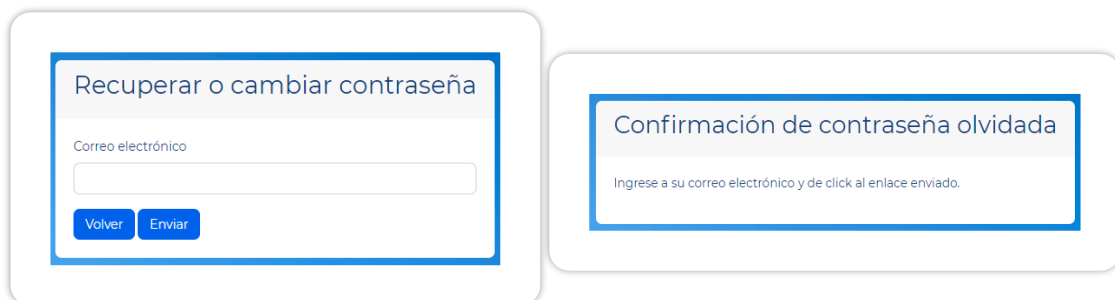 Recuperar o cambiar contraseña
Correo electrónico
Volver Enviar
Confirmación de contraseña olvidada
Ingrese a su correo electrónico y de click al enlace enviado.